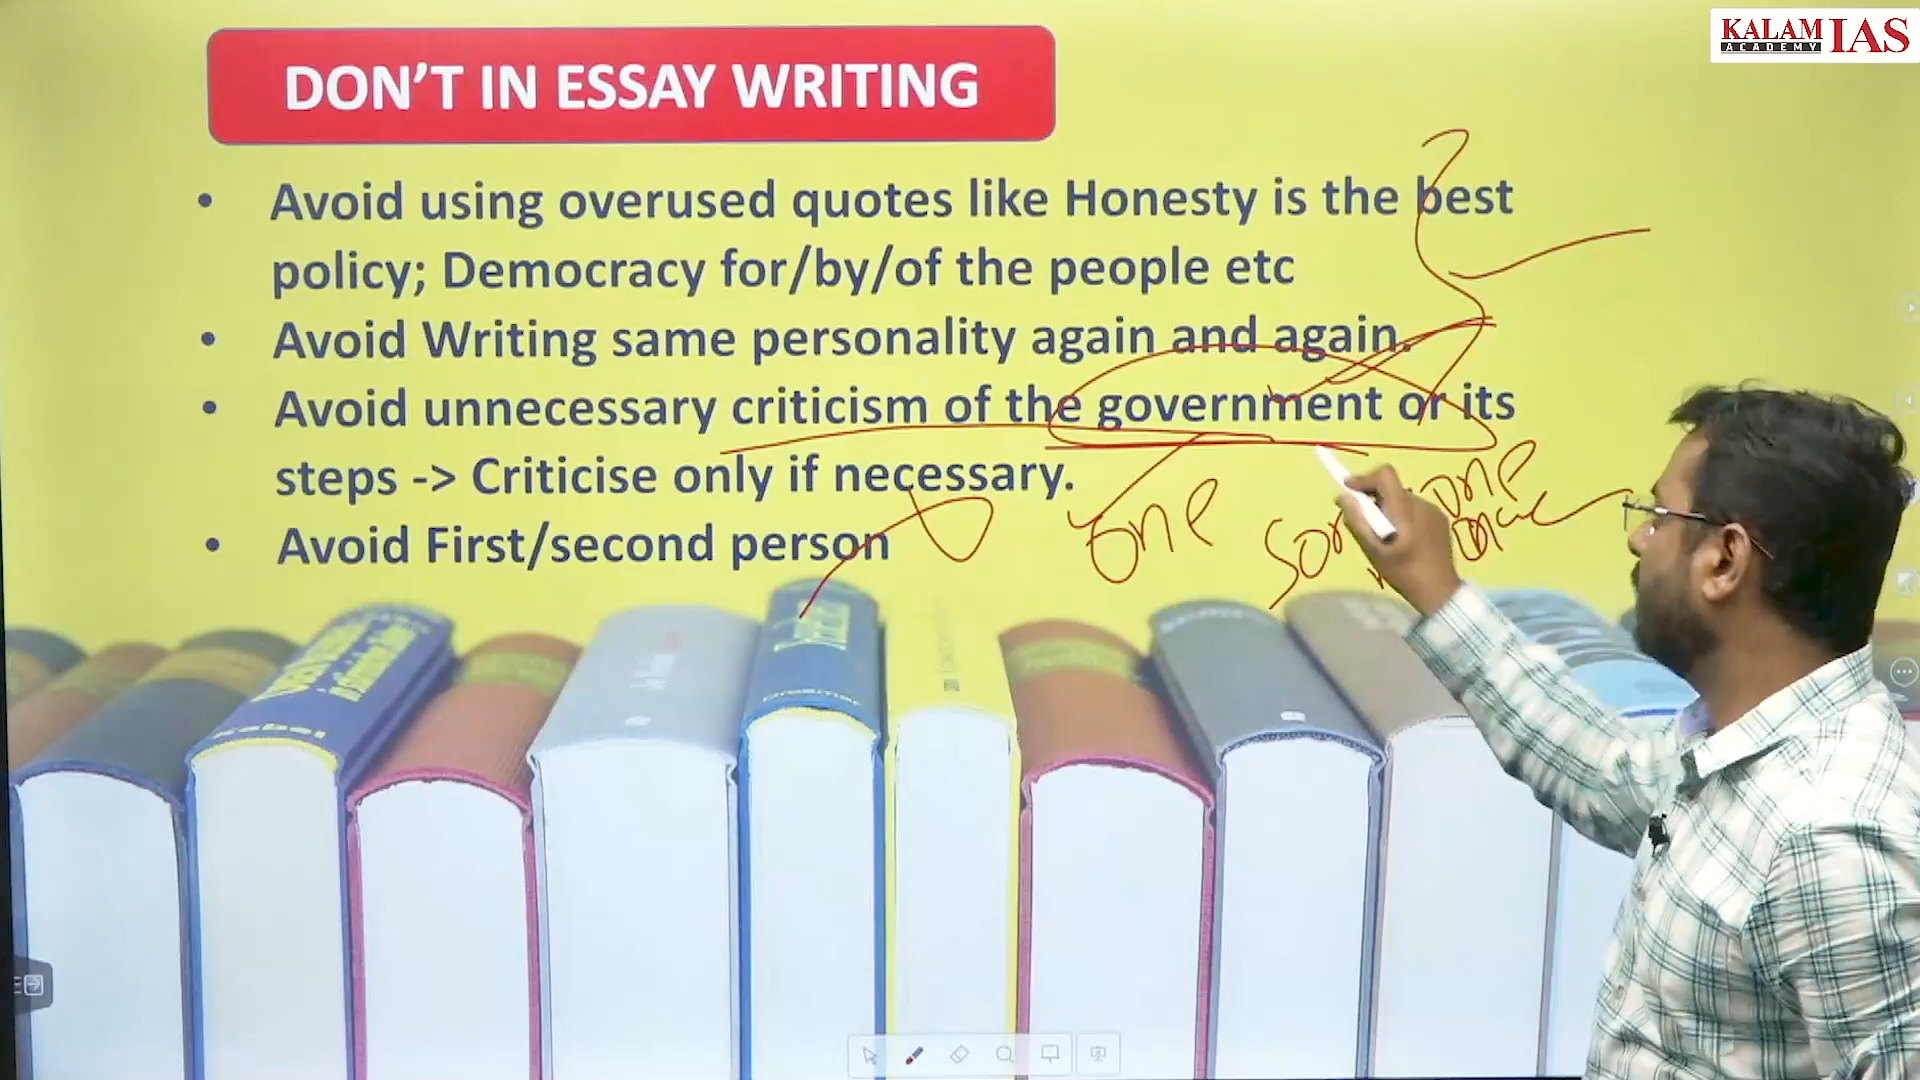 KALAM IAS
ACADEMY
DON'T IN ESSAY WRITING
• Avoid using overused quotes like Honesty is the best
policy; Democracy for/by/of the people etc
• Avoid Writing same personality again and again.
• Avoid unnecessary criticism of the government or its
steps -> Criticise only if necessary.
• Avoid First/second person
one
Kabel